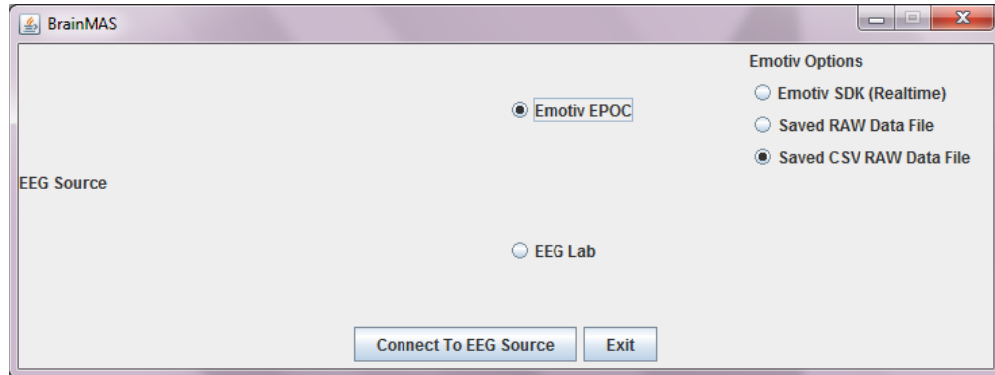 BrainMAS
Emotiv Options
Emotiv EPOC
Emotiv SDK (Realtime)
Saved RAW Data File
Saved CSV RAW Data File
EEG Source
EEG Lab
Connect To EEG Source
Exit